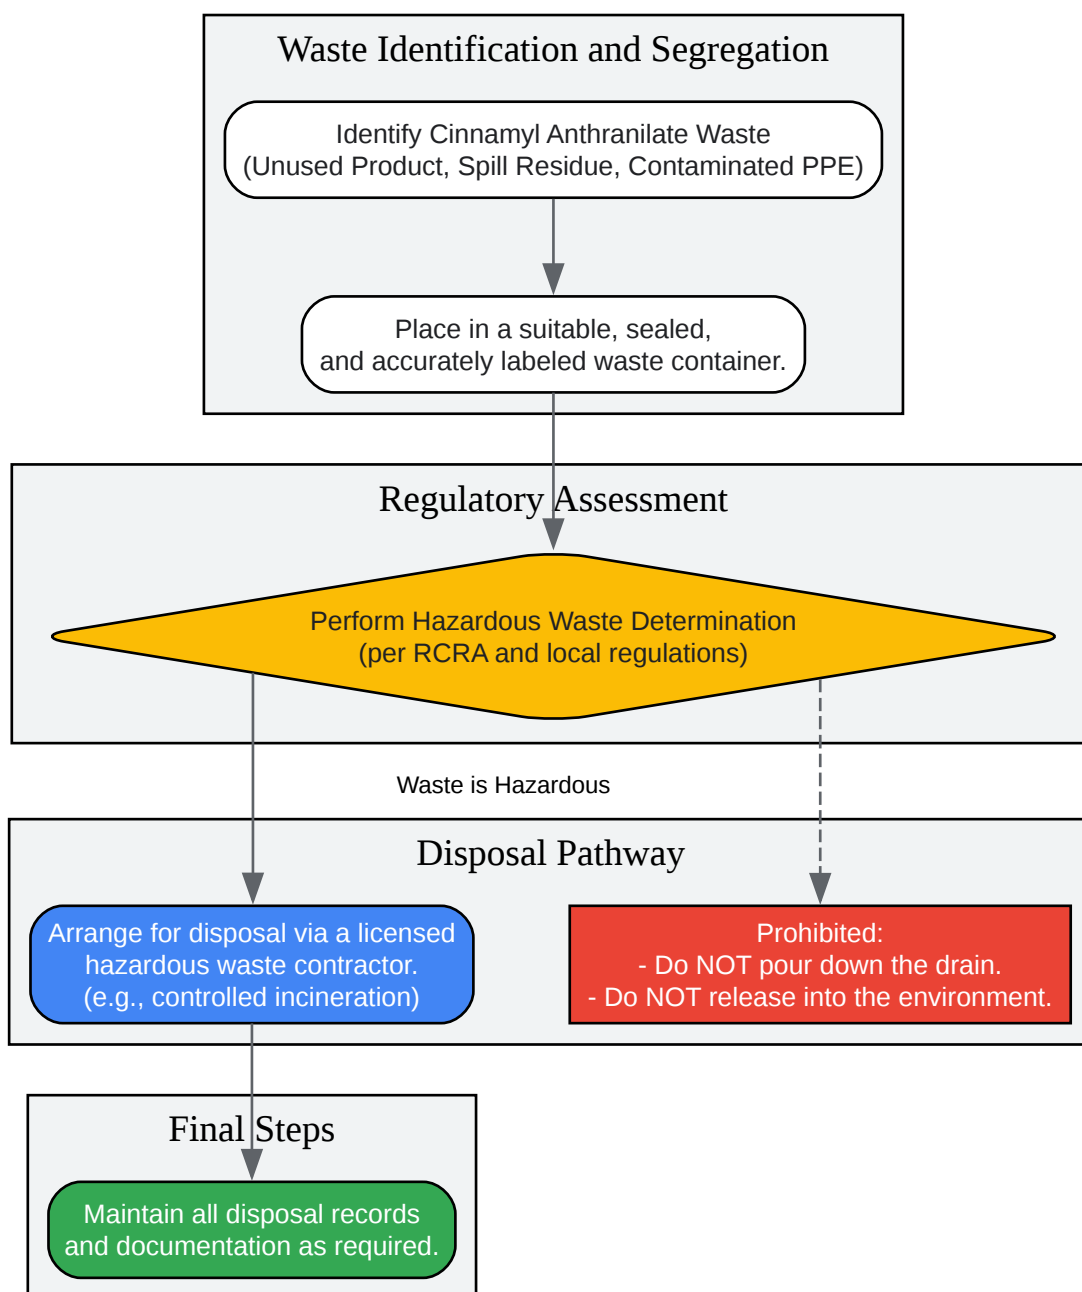 Waste Identification and Segregation
Identify Cinnamyl Anthranilate Waste
(Unused Product, Spill Residue, Contaminated PPE)
Place in a suitable, sealed,
and accurately labeled waste container.
Regulatory Assessment
Perform Hazardous Waste Determination
(per RCRA and local regulations)
Waste is Hazardous
Disposal Pathway
Arrange for disposal via a licensed
hazardous waste contractor.
(e.g., controlled incineration)
Prohibited:
- Do NOT pour down the drain.
- Do NOT release into the environment.
Final Steps
Maintain all disposal records
and documentation as required.